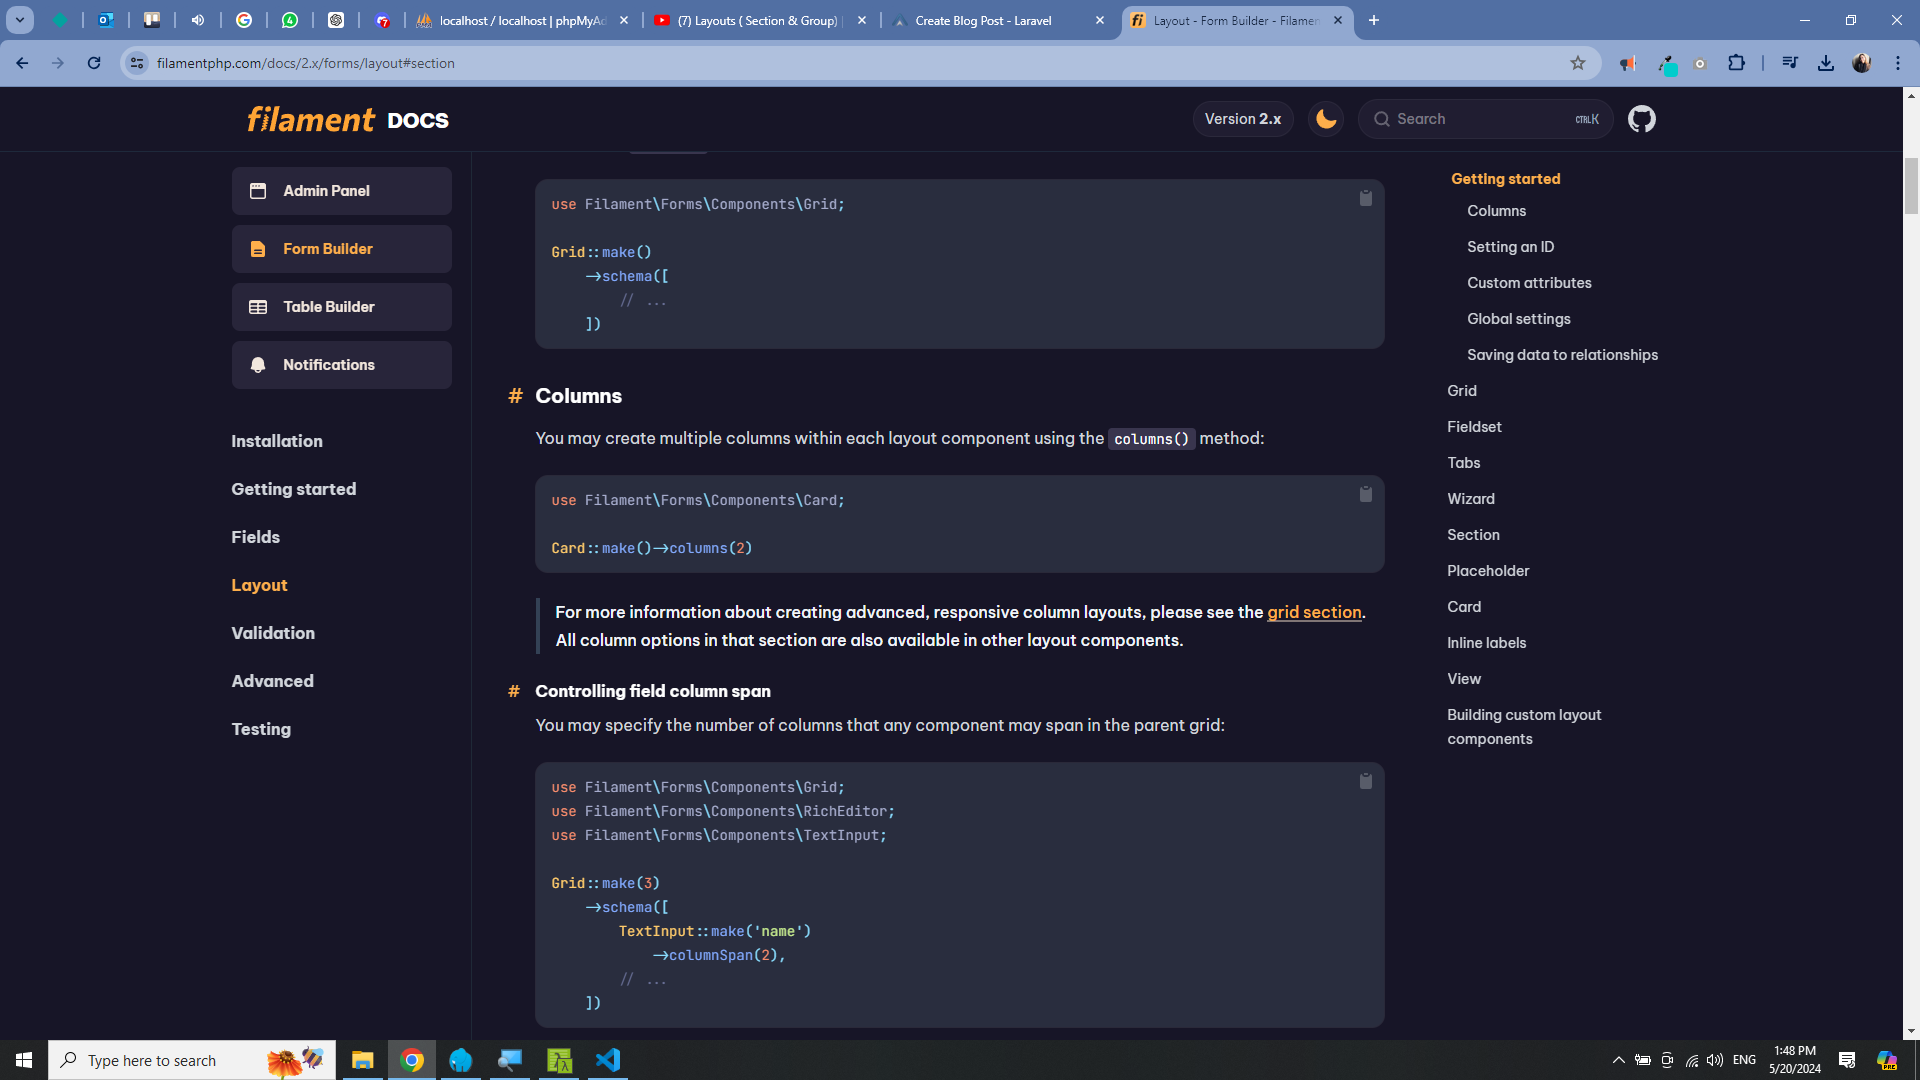 localhost / localhost | phpMyAd
(7) Layouts ( Section & Group) |
Create Blog Post - Laravel
Layout - Form Builder - Filamen
filamentphp.com/docs/2.x/forms/layout#section
filament DOCS
Version 2.x
Search
CTRL K
Admin Panel
Form Builder
Table Builder
Notifications
Installation
Getting started
Fields
Layout
Validation
Advanced
Testing
use Filament\Forms\Components\Grid;
Grid::make()
->schema([
// ...
])
# Columns
You may create multiple columns within each layout component using the columns() method:
use Filament\Forms\Components\Card;
Card::make()->columns(2)
For more information about creating advanced, responsive column layouts, please see the grid section.
All column options in that section are also available in other layout components.
# Controlling field column span
You may specify the number of columns that any component may span in the parent grid:
use Filament\Forms\Components\Grid;
use Filament\Forms\Components\RichEditor;
use Filament\Forms\Components\TextInput;
Grid::make(3)
->schema([
TextInput::make('name')
->columnSpan(2),
// ...
])
Getting started
Columns
Setting an ID
Custom attributes
Global settings
Saving data to relationships
Grid
Fieldset
Tabs
Wizard
Section
Placeholder
Card
Inline labels
View
Building custom layout
components
Type here to search
ENG
1:48 PM
5/20/2024